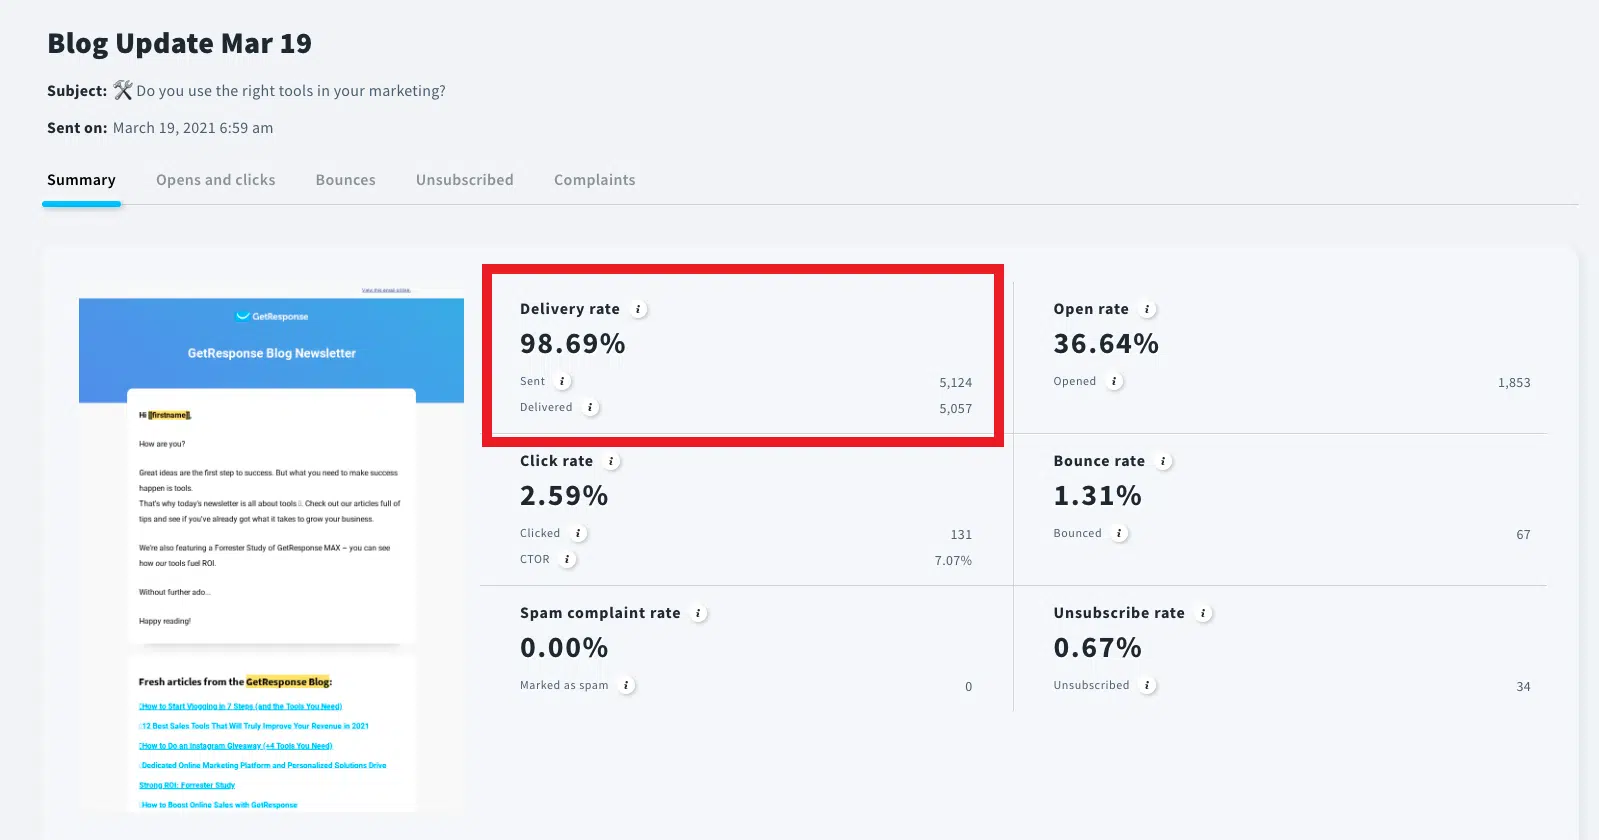 Blog Update Mar 19
Subject: 🛠 Do you use the right tools in your marketing?
Sent on: March 19, 2021 6:59 am
Summary Opens and clicks Bounces Unsubscribed Complaints
View this email online.
GetResponse
GetResponse Blog Newsletter
Hi [[firstname]],
How are you?
Great ideas are the first step to success. But what you need to make success
happen is tools.
That's why today's newsletter is all about tools. Check out our articles full of
tips and see if you've already got what it takes to grow your business.
We're also featuring a Forrester Study of GetResponse MAX – you can see
how our tools fuel ROI.
Without further ado...
Happy reading!
Fresh articles from the GetResponse Blog:
How to Start Vlogging in 7 Steps (and the Tools You Need)
12 Best Sales Tools That Will Truly Improve Your Revenue in 2021
How to Do an Instagram Giveaway (+4 Tools You Need)
Dedicated Online Marketing Platform and Personalized Solutions Drive
Strong ROI: Forrester Study
How to Boost Online Sales with GetResponse
Delivery rate i
98.69%
Sent i 5,124
Delivered i 5,057
Open rate i
36.64%
Opened i 1,853
Click rate i
2.59%
Clicked i 131
CTOR i 7.07%
Bounce rate i
1.31%
Bounced i 67
Spam complaint rate i
0.00%
Marked as spam i 0
Unsubscribe rate i
0.67%
Unsubscribed i 34